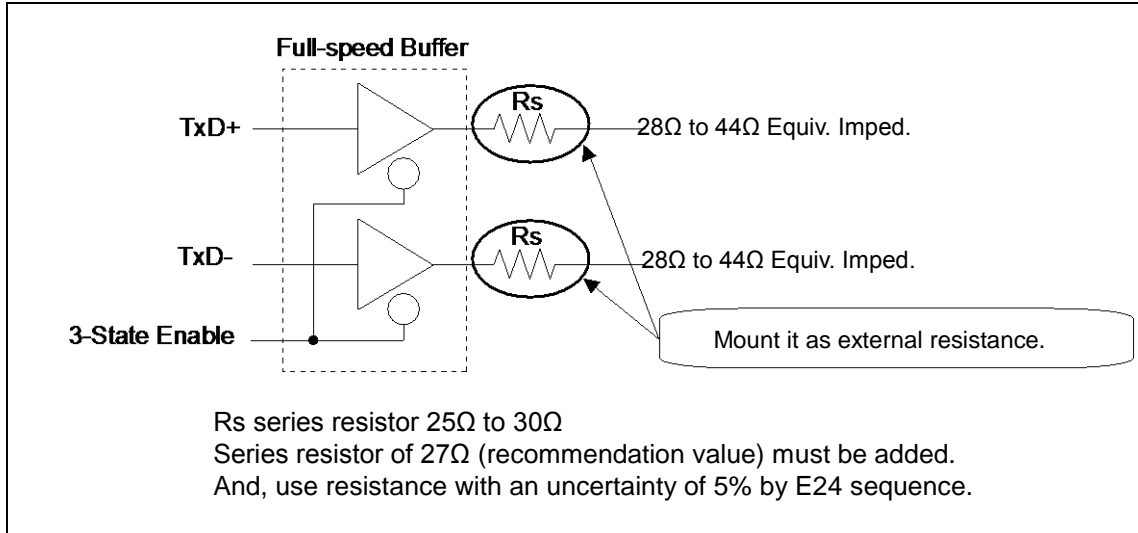 Full-speed Buffer
Rs
TxD+
28Ω to 44Ω Equiv. Imped.
Rs
TxD-
28Ω to 44Ω Equiv. Imped.
3-State Enable
Mount it as external resistance.
Rs series resistor 25Ω to 30Ω
Series resistor of 27Ω (recommendation value) must be added.
And, use resistance with an uncertainty of 5% by E24 sequence.